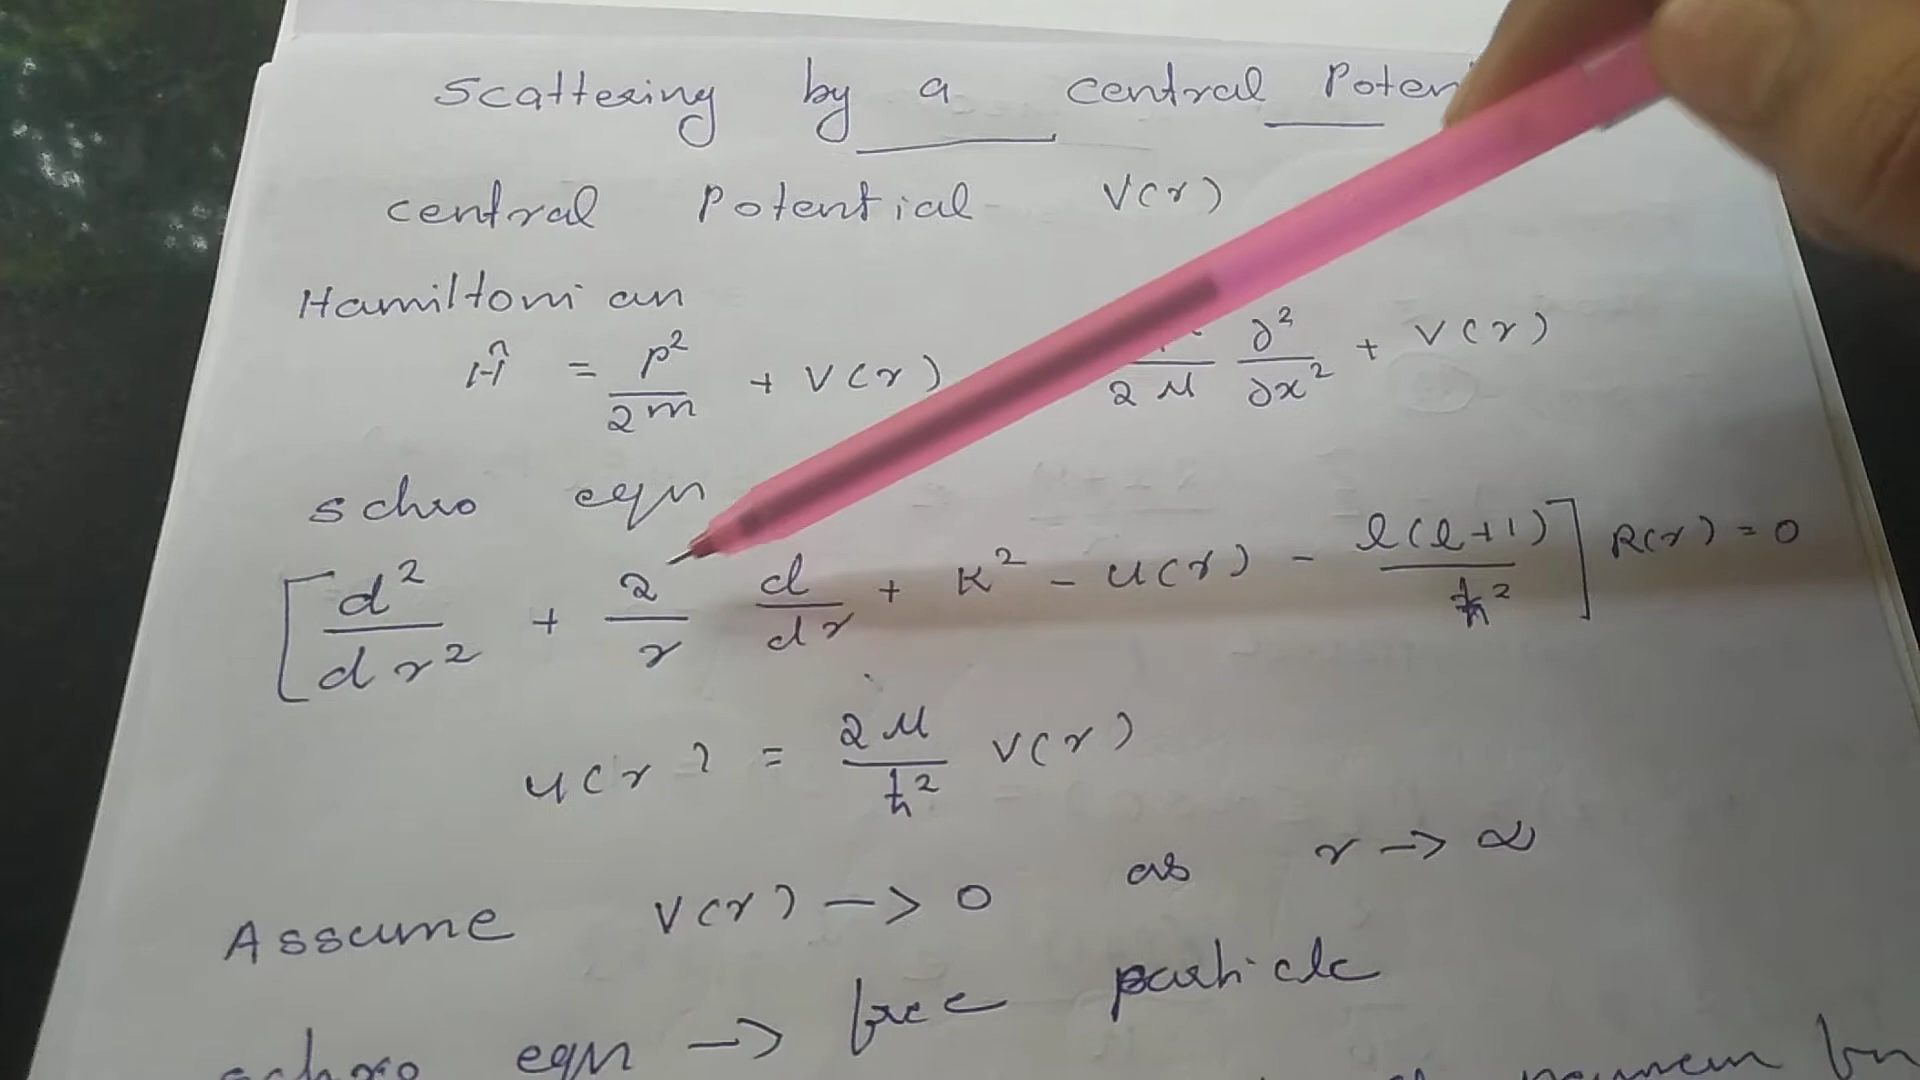 Scattering by a central Poten
central Potential V(r)
Hamiltonian
Ĥ = p²/2m + V(r) 2μ ∂²/∂x² + V(r)
schro eqn
[d²/dr² + 2/r d/dr + K² - u(r) - l(l+1)/ħ²] R(r) = 0
u(r) = 2μ/ħ² V(r)
Assume V(r) -> 0 as r -> ∞
schro eqn -> free particle